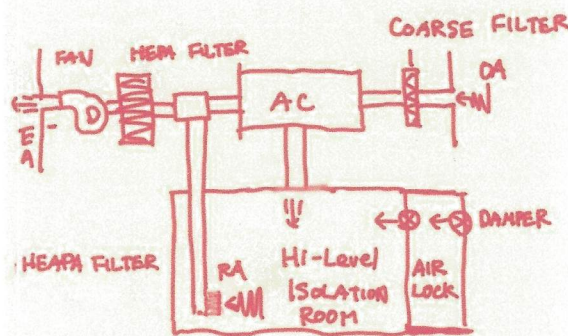 COARSE FILTER
FAN
HEPA FILTER
OA
AC
D
E
A
DAMPER
HEAPA FILTER
RA
Hi-Level
ISOLATION
ROOM
AIR
LOCK